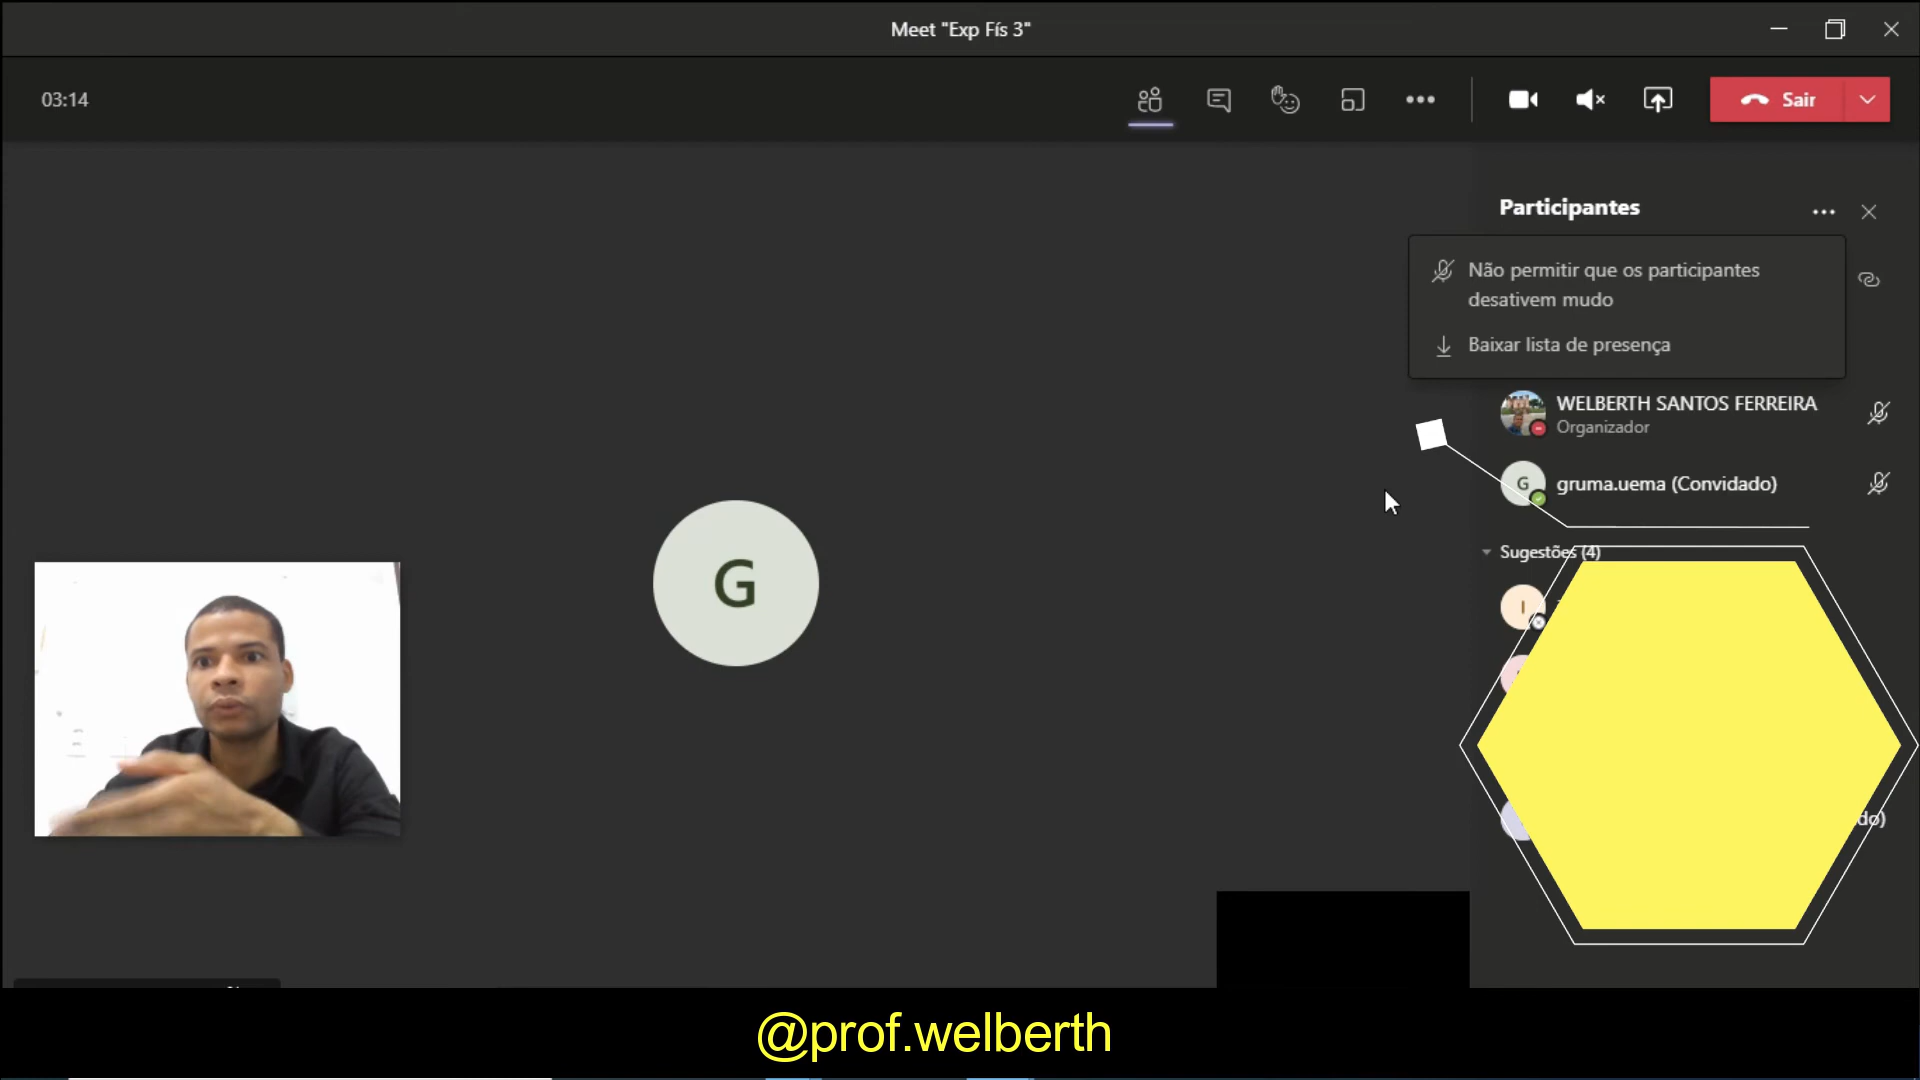 Meet "Exp Fís 3"
03:14
Sair
Participantes
Não permitir que os participantes
desativem mudo
Baixar lista de presença
WELBERTH SANTOS FERREIRA
Organizador
G
gruma.uema (Convidado)
Sugestões (4)
I
G
do)
@prof.welberth